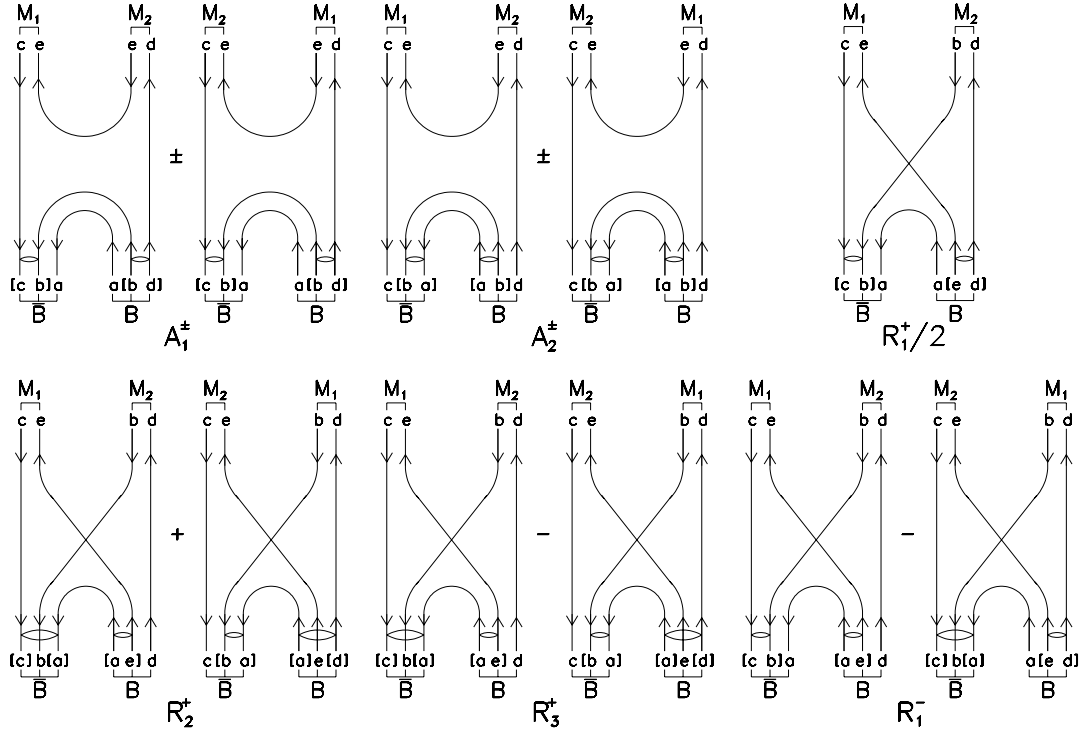 M₁ M₂ M₂ M₁ M₁ M₂ M₂ M₁ M₁ M₂
c e e d c e e d c e e d c e e d c e b d
± ±
[c b]a a[b d] [c b]a a[b d] c[b a] [a b]d c[b a] [a b]d [c b]a a[e d]
B̅ B B̅ B B̅ B B̅ B B̅ B
A₁± A₂± R₁⁺/2
M₁ M₂ M₂ M₁ M₁ M₂ M₂ M₁ M₁ M₂ M₂ M₁
c e b d c e b d c e b d c e b d c e b d c e b d
+ − −
[c]b[a] [a e]d c[b a] [a]e[d] [c]b[a] [a e]d c[b a] [a]e[d] [c b]a [a e]d [c]b[a] a[e d]
B̅ B B̅ B B̅ B B̅ B B̅ B B̅ B
R₂⁺ R₃⁺ R₁⁻